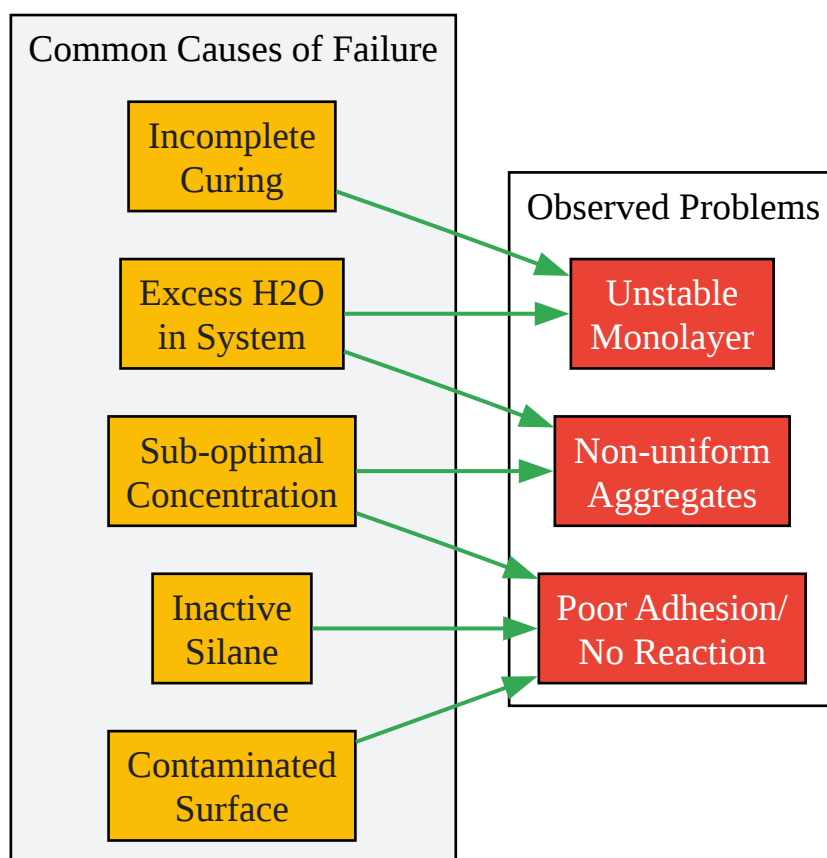 Common Causes of Failure
Incomplete
Curing
Excess H2O
in System
Sub-optimal
Concentration
Inactive
Silane
Contaminated
Surface
Observed Problems
Unstable
Monolayer
Non-uniform
Aggregates
Poor Adhesion/
No Reaction